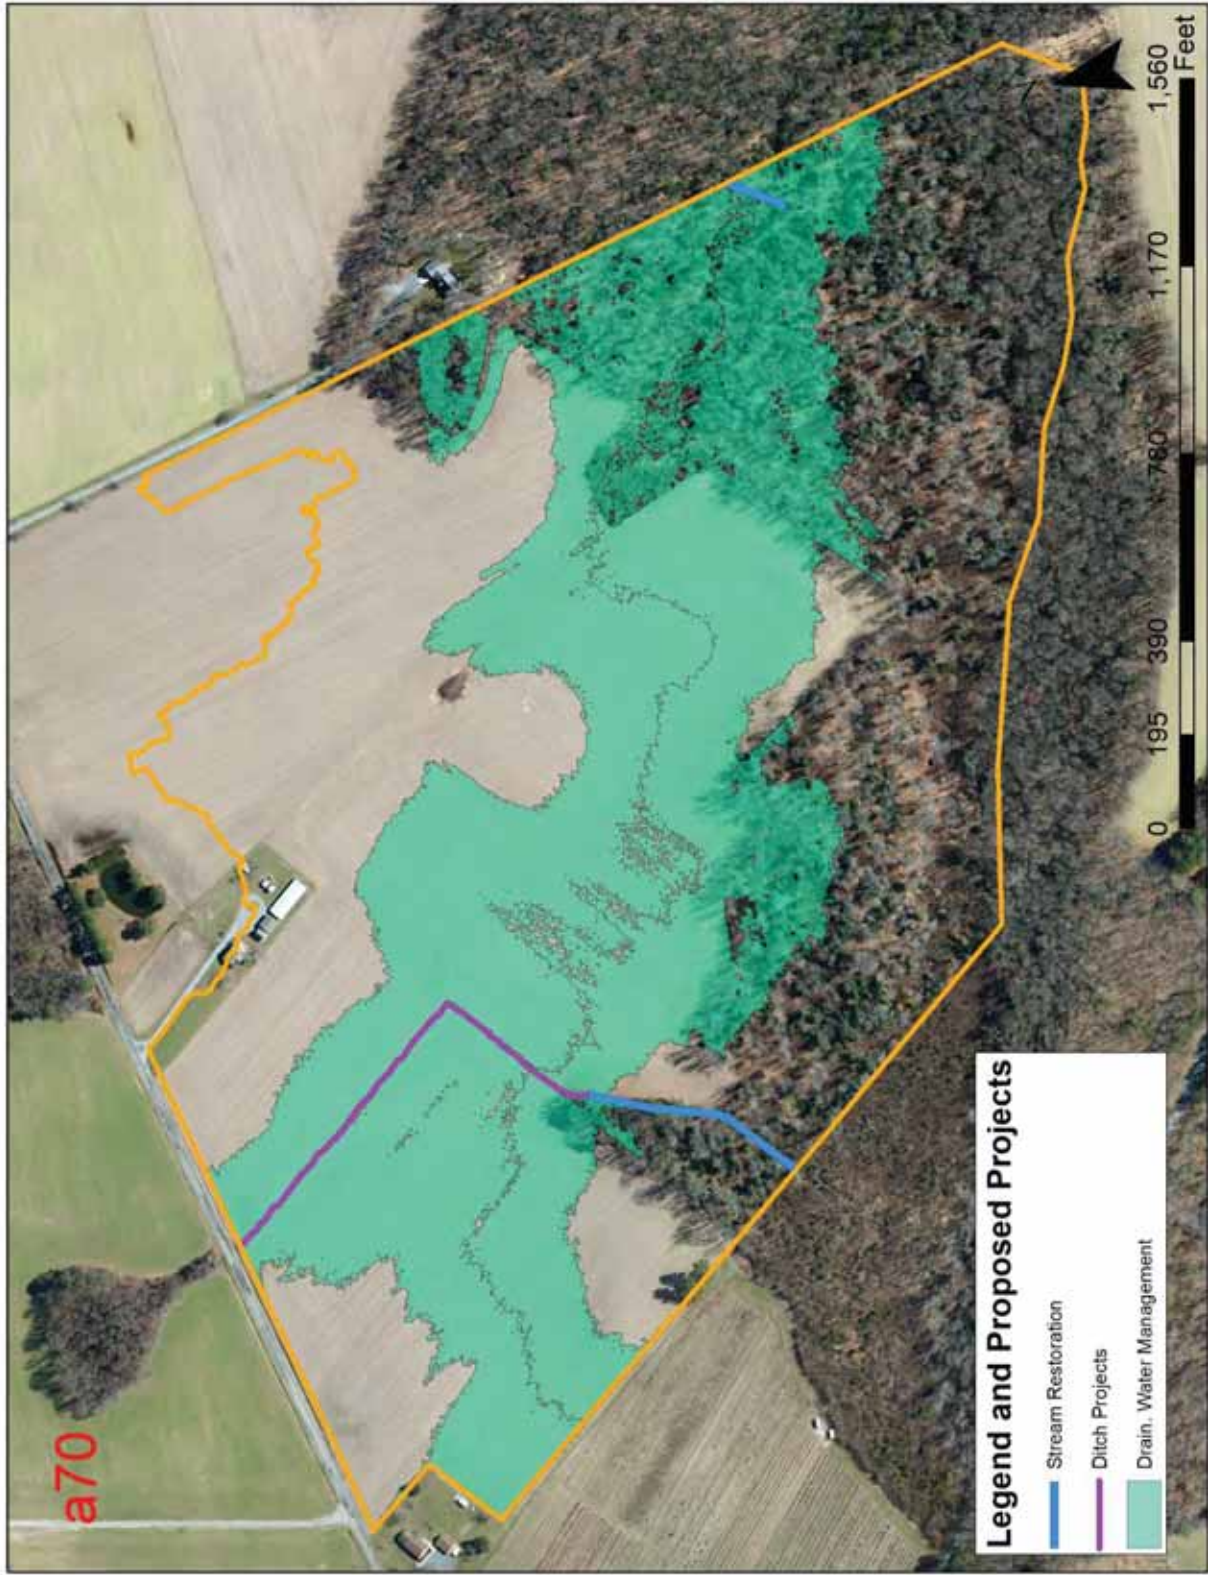 a70
Legend and Proposed Projects
Stream Restoration
Ditch Projects
Drain. Water Management
0 195 390 780 1,170 1,560
Feet